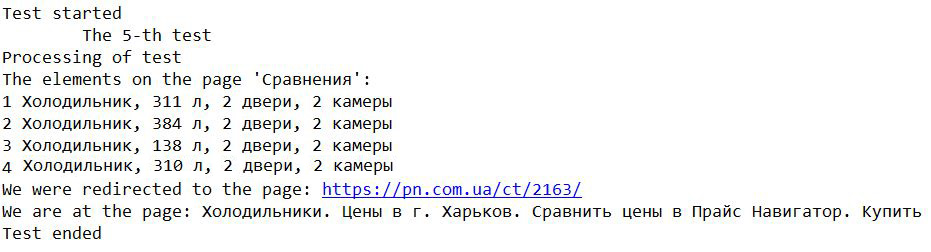 Test started
The 5-th test
Processing of test
The elements on the page 'Сравнения':
1 Холодильник, 311 л, 2 двери, 2 камеры
2 Холодильник, 384 л, 2 двери, 2 камеры
3 Холодильник, 138 л, 2 двери, 2 камеры
4 Холодильник, 310 л, 2 двери, 2 камеры
We were redirected to the page: https://pn.com.ua/ct/2163/
We are at the page: Холодильники. Цены в г. Харьков. Сравнить цены в Прайс Навигатор. Купить
Test ended